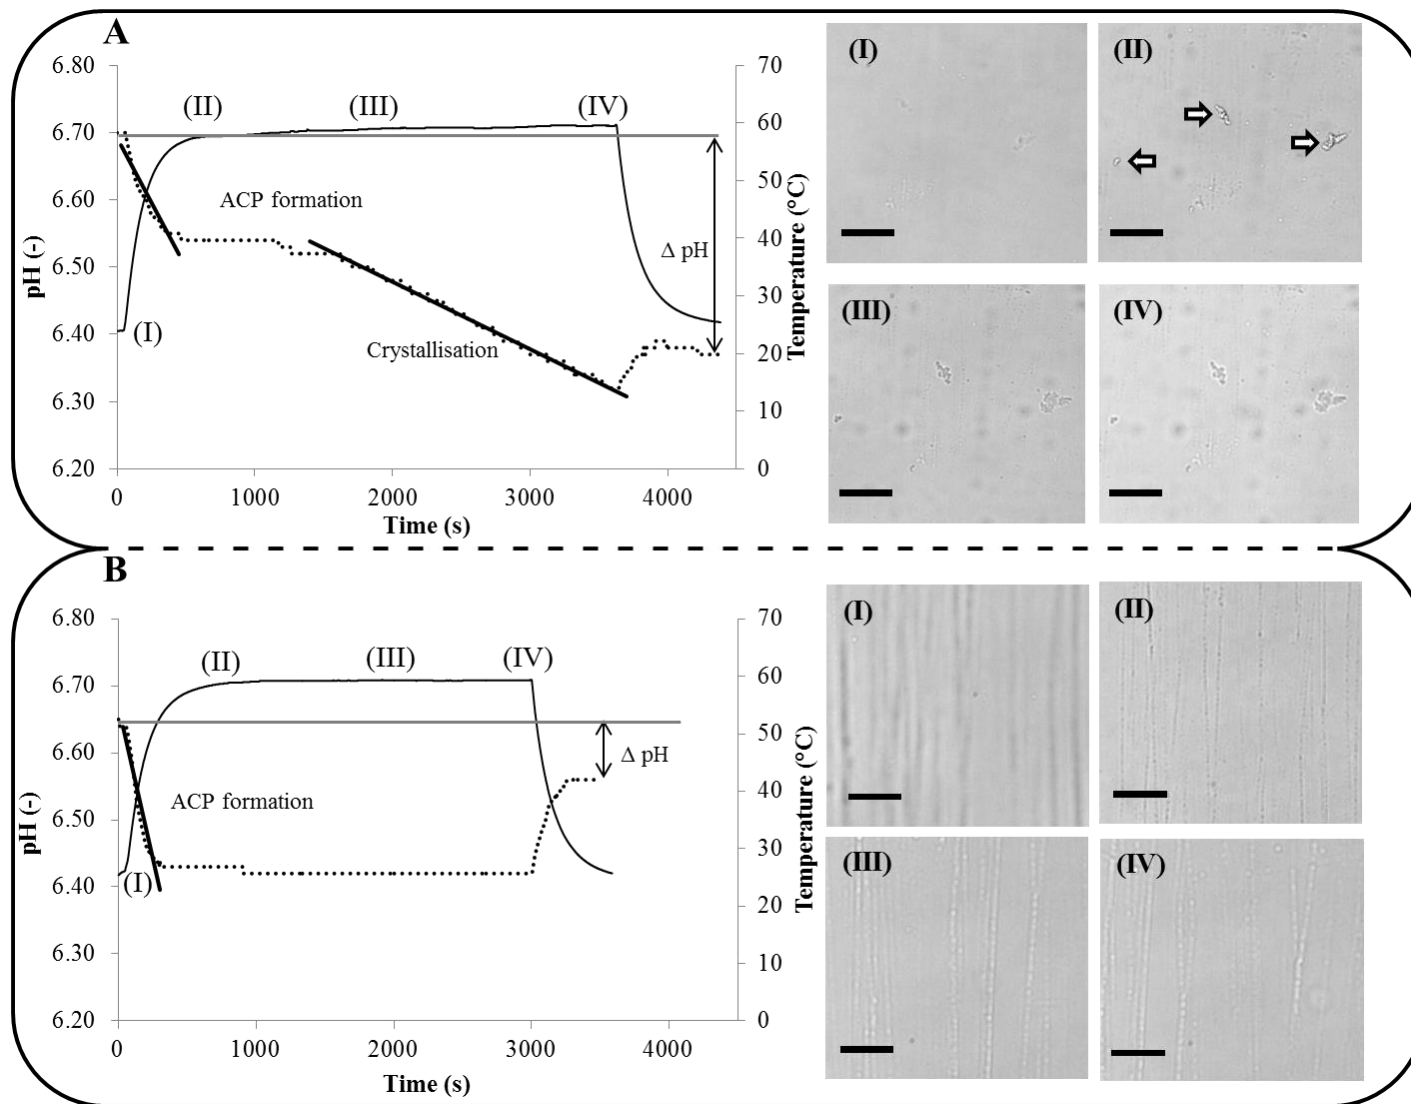 A
6.80
6.70
6.60
6.50
6.40
6.30
6.20
pH (-)
(I)
(II)
(III)
(IV)
ACP formation
Crystallisation
Δ pH
70
60
50
40
30
20
10
0
Temperature (°C)
0
1000
2000
3000
4000
Time (s)
(I)
(II)
(III)
(IV)
B
6.80
6.70
6.60
6.50
6.40
6.30
6.20
pH (-)
(I)
(II)
(III)
(IV)
ACP formation
Δ pH
70
60
50
40
30
20
10
0
Temperature (°C)
0
1000
2000
3000
4000
Time (s)
(I)
(II)
(III)
(IV)